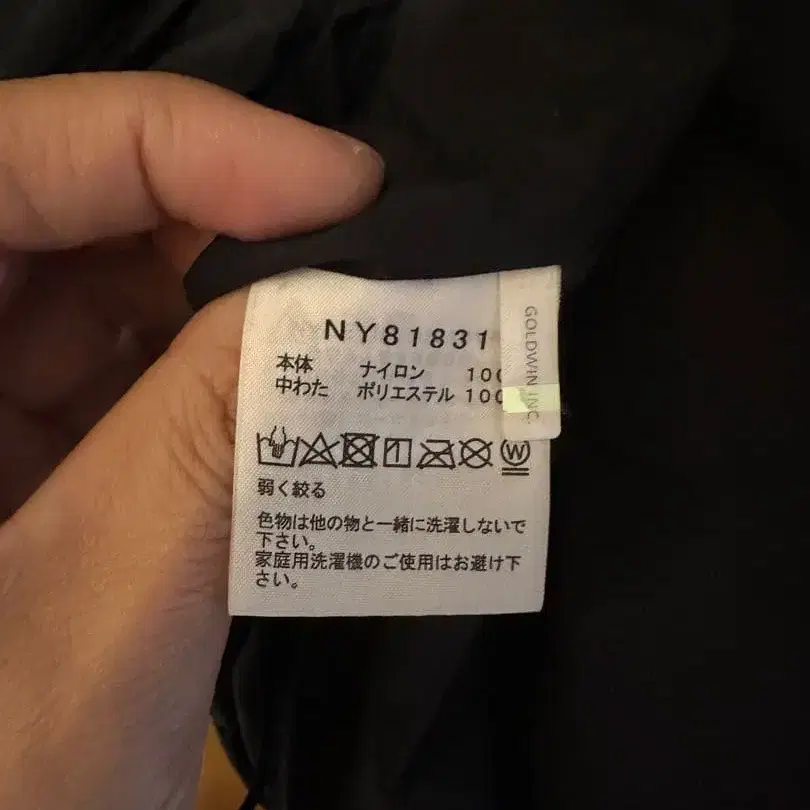 NY81831
本体 ナイロン 100
中わた ポリエステル 100
GOLDWIN INC.
W
弱く絞る
色物は他の物と一緒に洗濯しないで
下さい。
家庭用洗濯機のご使用はお避け下
さい。